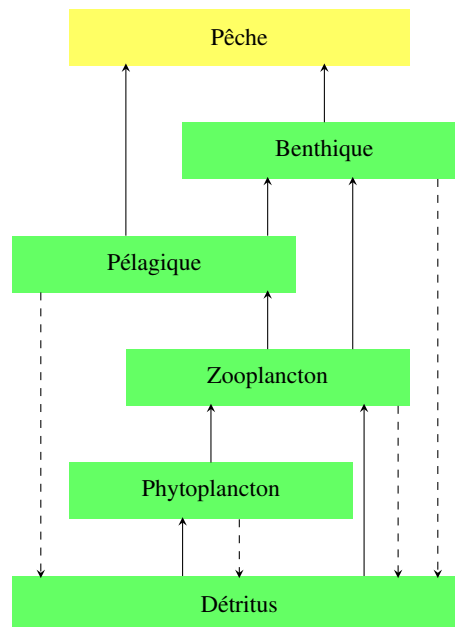 Pêche
Benthique
Pélagique
Zooplancton
Phytoplancton
Détritus